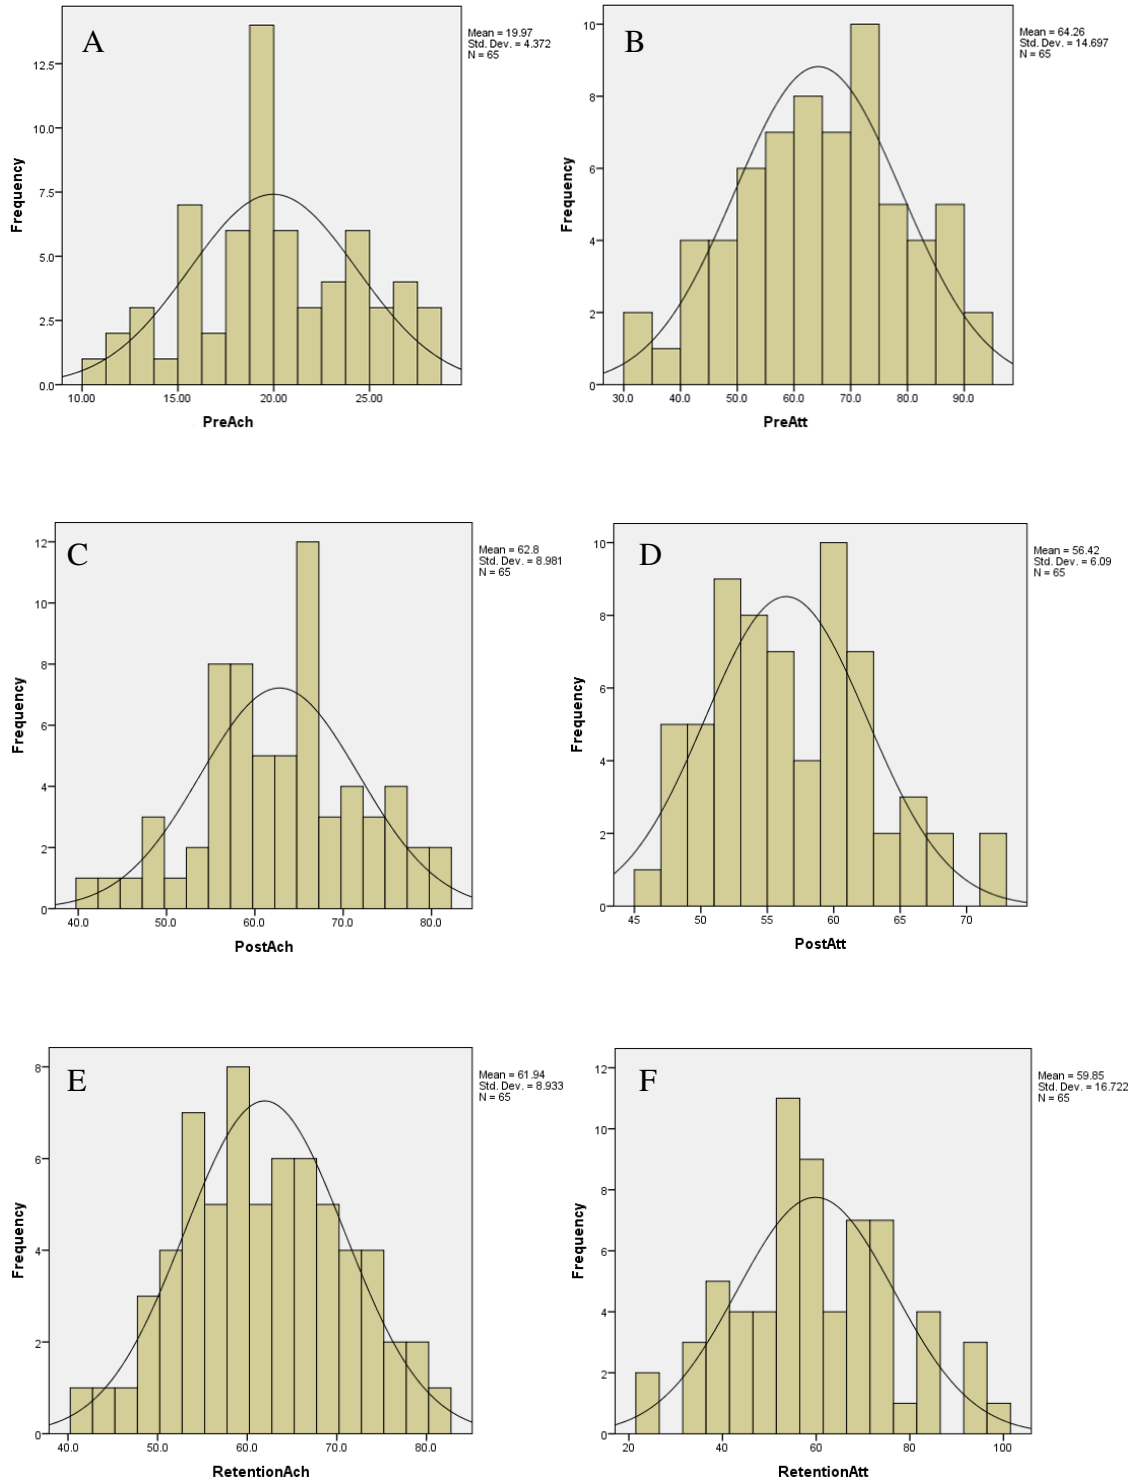 A
Mean = 19.97
Std. Dev. = 4.372
N = 65
12.5
10.0
7.5
5.0
2.5
0.0
Frequency
10.00 15.00 20.00 25.00
PreAch
B
Mean = 64.26
Std. Dev. = 14.697
N = 65
10
8
6
4
2
0
Frequency
30.0 40.0 50.0 60.0 70.0 80.0 90.0
PreAtt
C
Mean = 62.8
Std. Dev. = 8.981
N = 65
12
10
8
6
4
2
0
Frequency
40.0 50.0 60.0 70.0 80.0
PostAch
D
Mean = 56.42
Std. Dev. = 6.09
N = 65
10
8
6
4
2
0
Frequency
45 50 55 60 65 70
PostAtt
E
Mean = 61.94
Std. Dev. = 8.933
N = 65
8
6
4
2
0
Frequency
40.0 50.0 60.0 70.0 80.0
RetentionAch
F
Mean = 59.85
Std. Dev. = 16.722
N = 65
12
10
8
6
4
2
0
Frequency
20 40 60 80 100
RetentionAtt